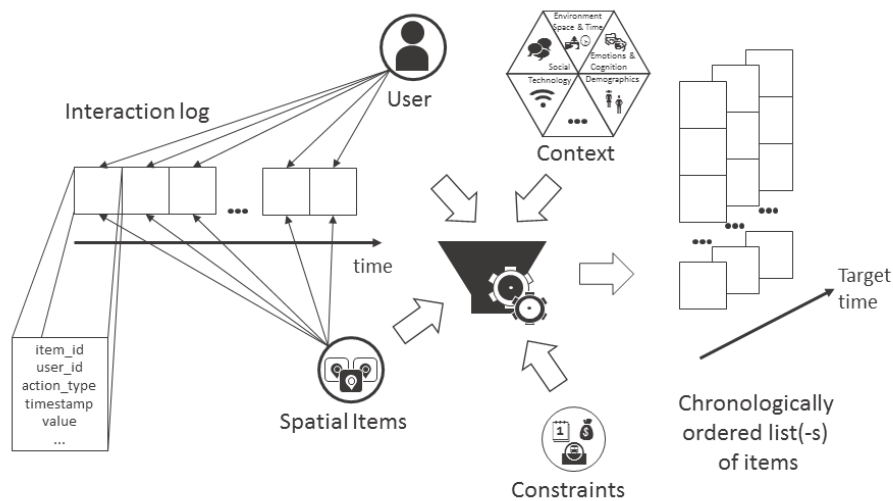 User
Interaction log
time
item_id
user_id
action_type
timestamp
value
...
Spatial Items
Environment
Space & Time
Social
Emotions &
Cognition
Technology
Demographics
Context
1
$
Constraints
Target
time
Chronologically
ordered list(-s)
of items